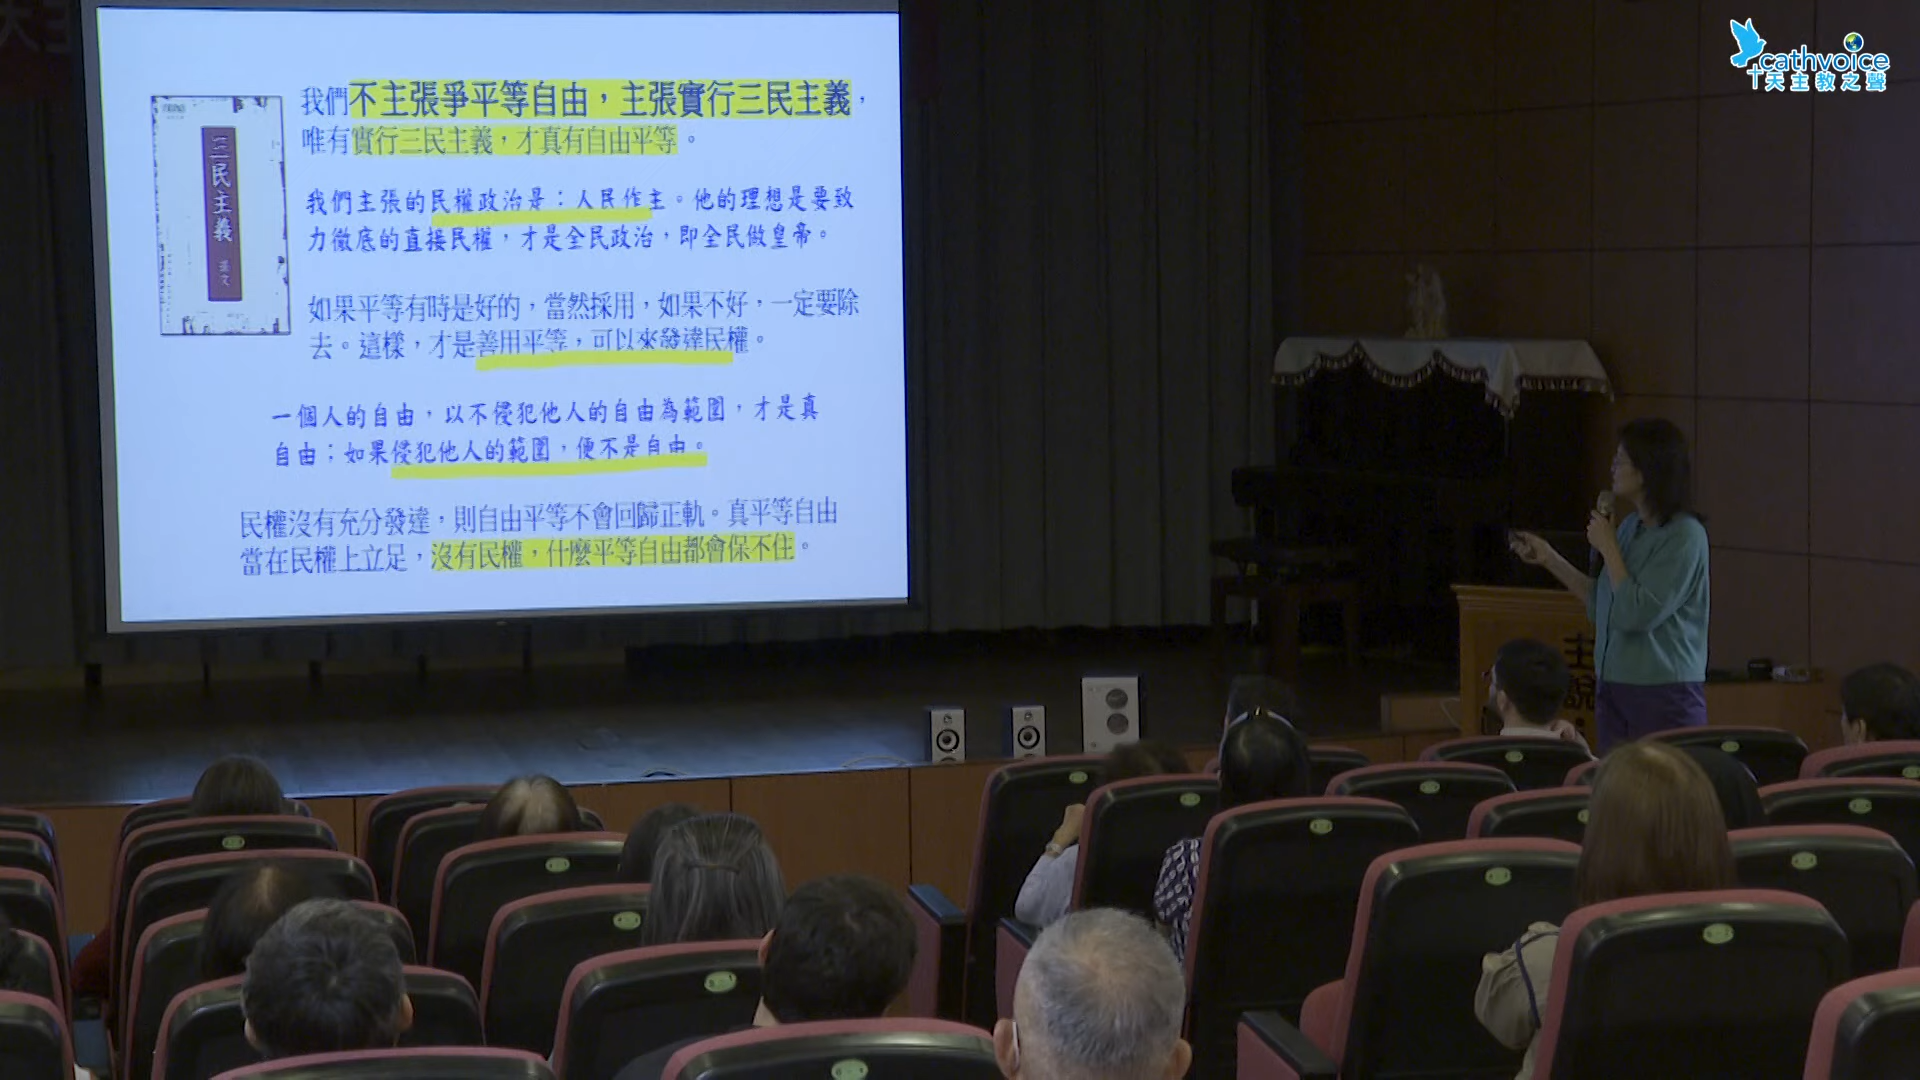 cathvoice
天主教之聲
我們不主張爭平等自由，主張實行三民主義，
唯有實行三民主義，才真有自由平等。
三民主義
孫文
我們主張的民權政治是：人民作主。他的理想是要致
力徹底的直接民權，才是全民政治，即全民做皇帝。
如果平等有時是好的，當然採用，如果不好，一定要除
去。這樣，才是善用平等，可以來發達民權。
一個人的自由，以不侵犯他人的自由為範圍，才是真
自由；如果侵犯他人的範圍，便不是自由。
民權沒有充分發達，則自由平等不會回歸正軌。真平等自由
當在民權上立足，沒有民權，什麼平等自由都會保不住。
主
說：